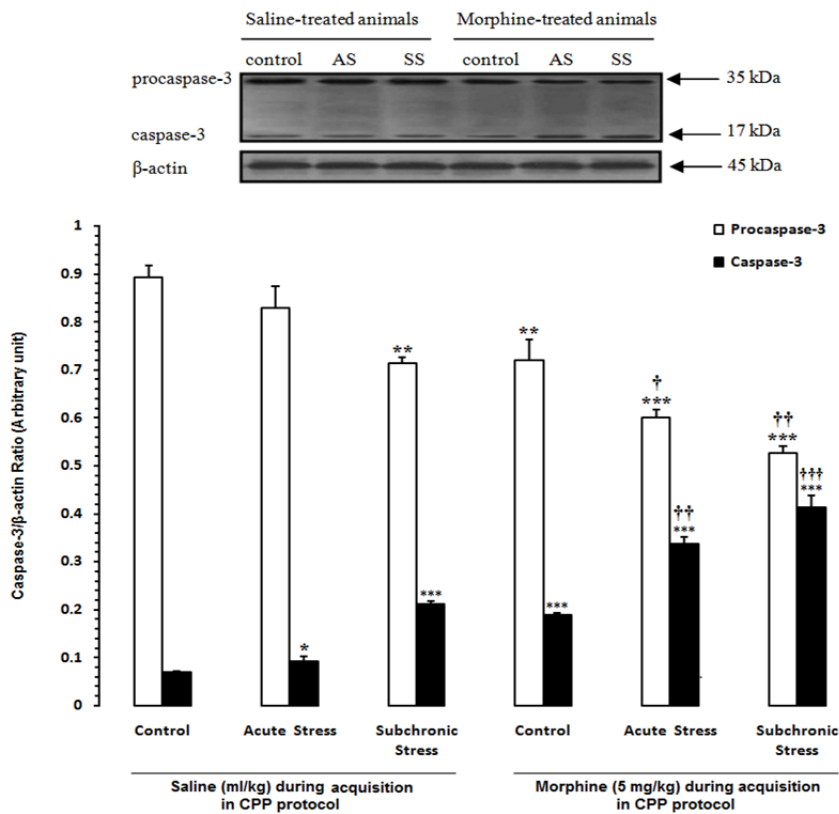 Saline-treated animals Morphine-treated animals
control AS SS control AS SS
procaspase-3 35 kDa
caspase-3 17 kDa
β-actin 45 kDa
Procaspase-3
Caspase-3
Caspase-3/β-actin Ratio (Arbitrary unit)
1
0.9
0.8
0.7
0.6
0.5
0.4
0.3
0.2
0.1
0
*
**
***
**
***
†
***
††
***
††
***
†††
***
Control Acute Stress Subchronic Stress Control Acute Stress Subchronic Stress
Saline (ml/kg) during acquisition
in CPP protocol
Morphine (5 mg/kg) during acquisition
in CPP protocol